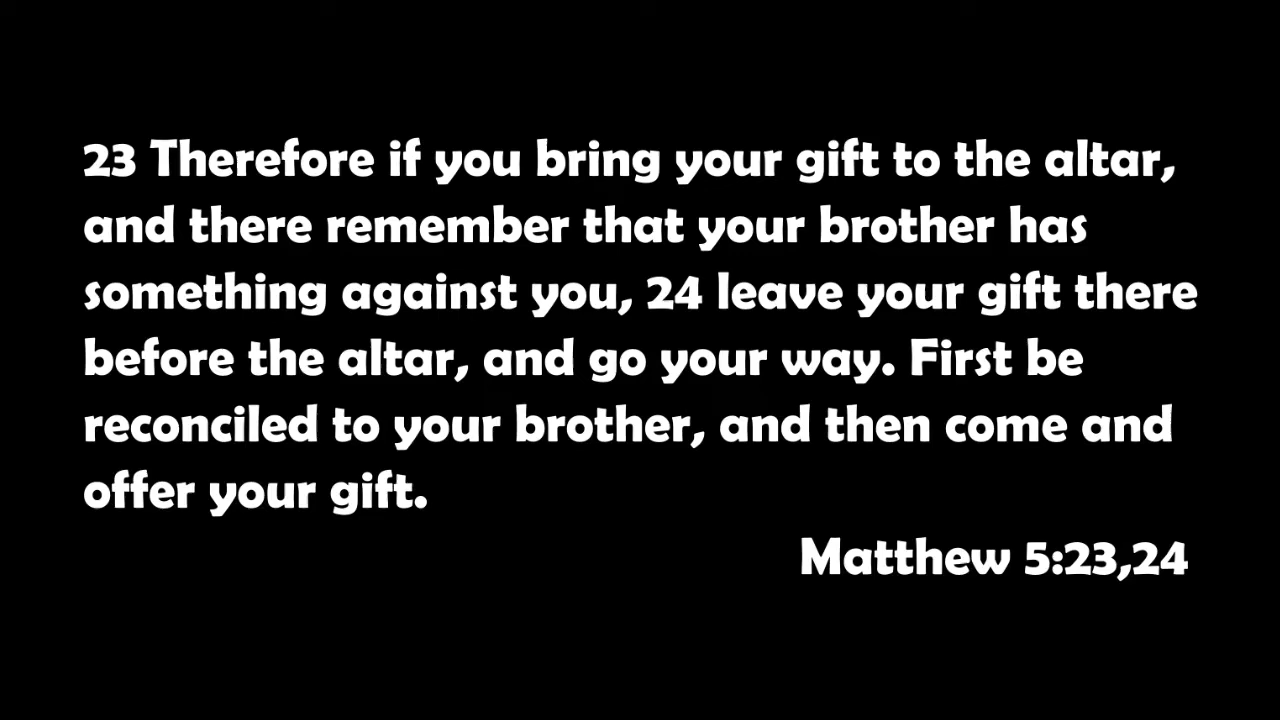 23 Therefore if you bring your gift to the altar,
and there remember that your brother has
something against you, 24 leave your gift there
before the altar, and go your way. First be
reconciled to your brother, and then come and
offer your gift.
Matthew 5:23,24